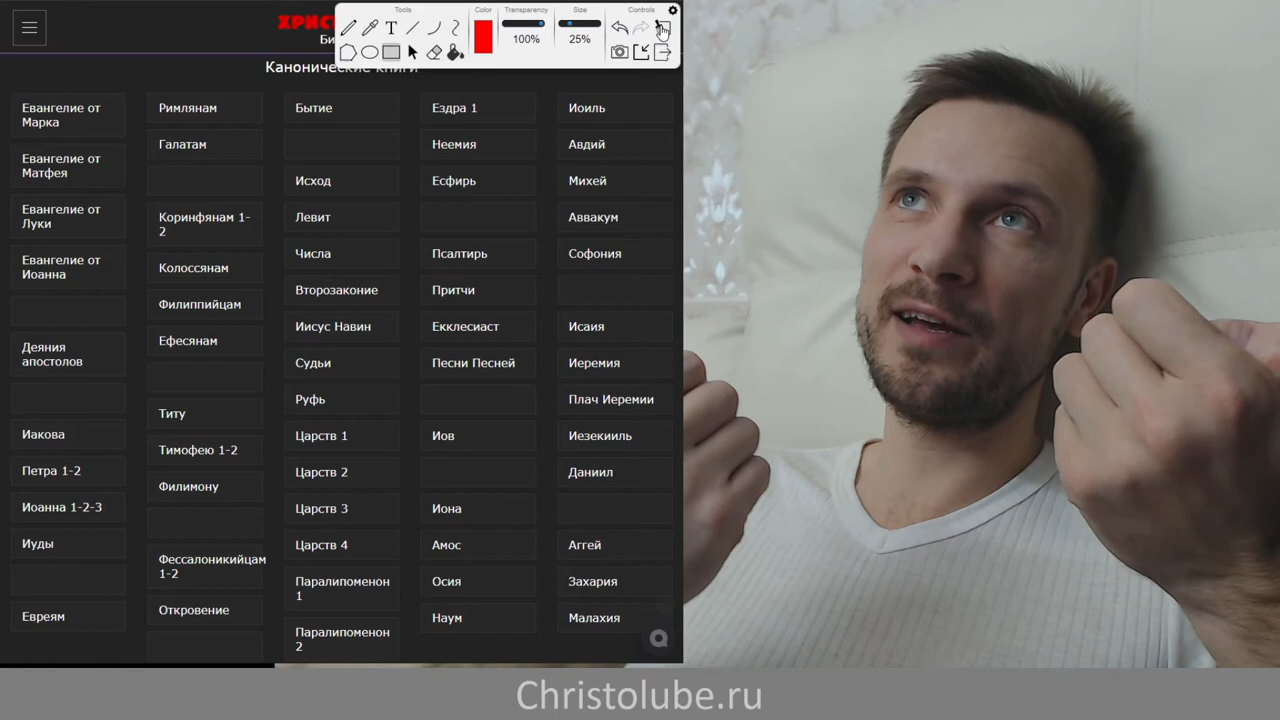 ХРИСТ
Би
Tools
Color
Transparency
Size
Controls
T
100%
25%
Канонические книги
Евангелие от
Марка
Евангелие от
Матфея
Евангелие от
Луки
Евангелие от
Иоанна
Деяния
апостолов
Иакова
Петра 1-2
Иоанна 1-2-3
Иуды
Евреям
Римлянам
Галатам
Коринфянам 1-
2
Колоссянам
Филиппийцам
Ефесянам
Титу
Тимофею 1-2
Филимону
Фессалоникийцам
1-2
Откровение
Бытие
Исход
Левит
Числа
Второзаконие
Иисус Навин
Судьи
Руфь
Царств 1
Царств 2
Царств 3
Царств 4
Паралипоменон
1
Паралипоменон
2
Ездра 1
Неемия
Есфирь
Псалтирь
Притчи
Екклесиаст
Песни Песней
Иов
Иона
Амос
Осия
Наум
Иоиль
Авдий
Михей
Аввакум
Софония
Исаия
Иеремия
Плач Иеремии
Иезекииль
Даниил
Аггей
Захария
Малахия
Christolube.ru